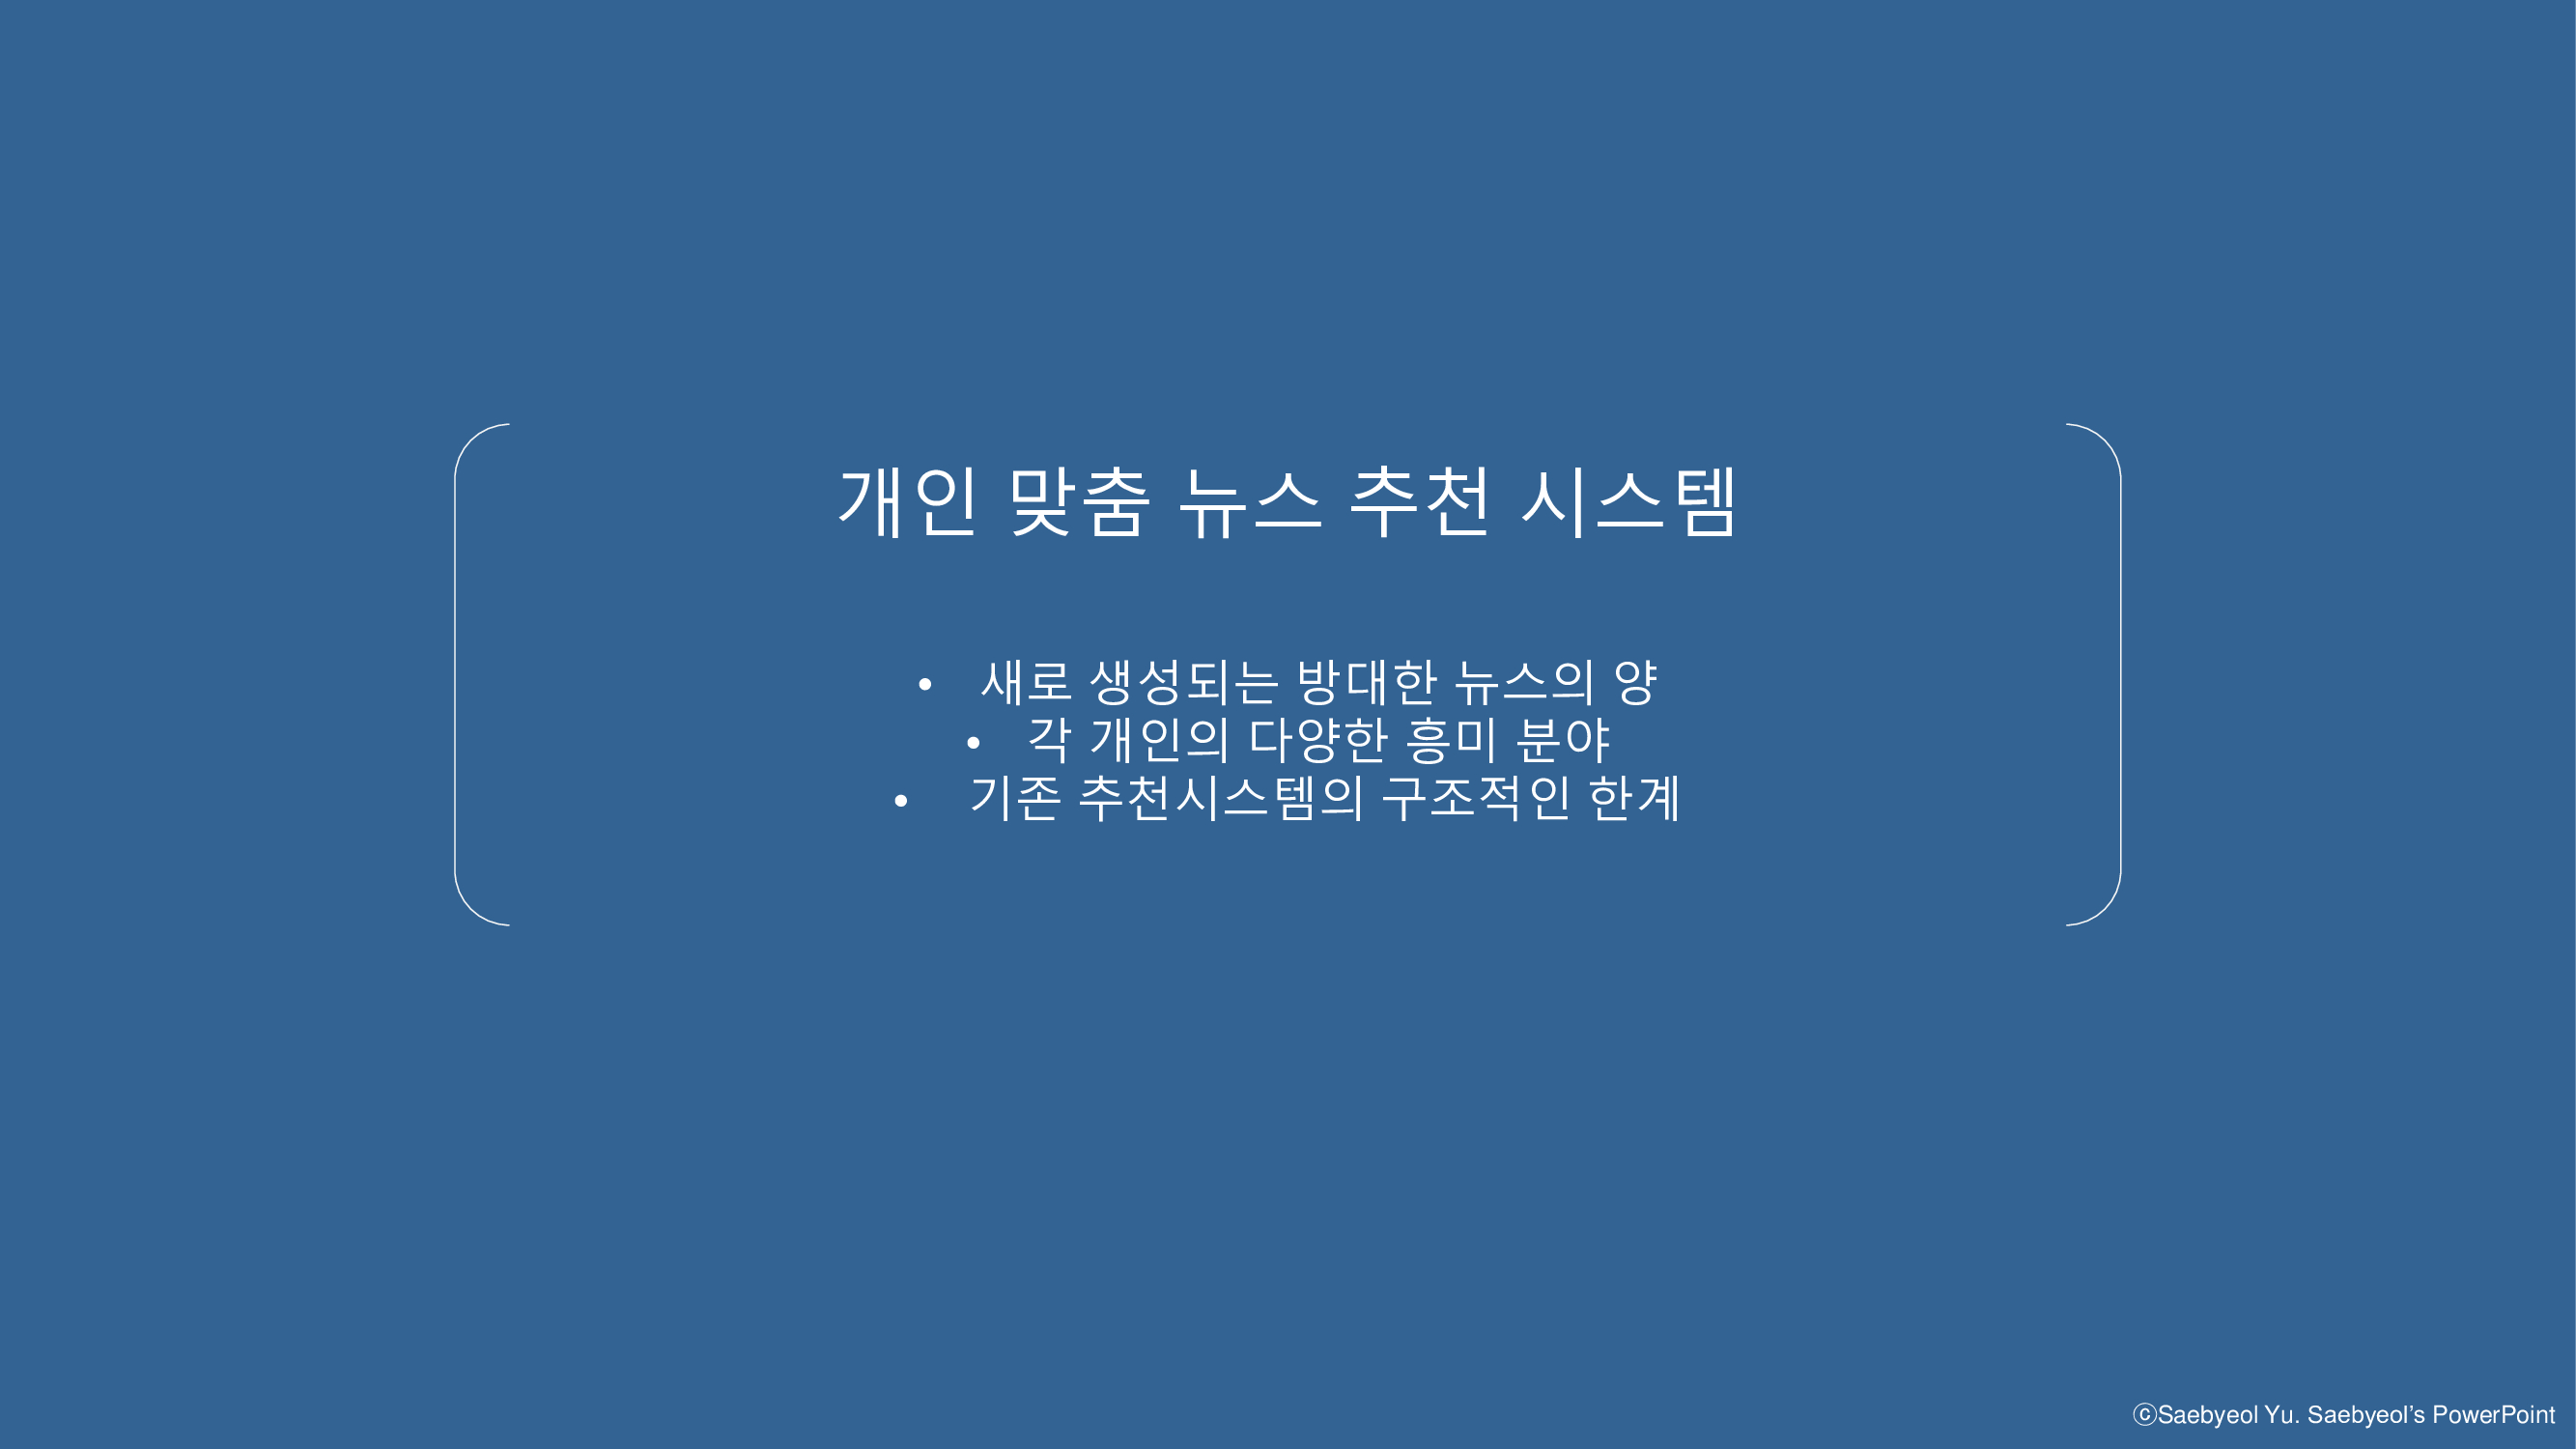 개인 맞춤 뉴스 추천 시스템
• 새로 생성되는 방대한 뉴스의 양
• 각 개인의 다양한 흥미 분야
• 기존 추천시스템의 구조적인 한계
ⓒSaebyeol Yu. Saebyeol’s PowerPoint